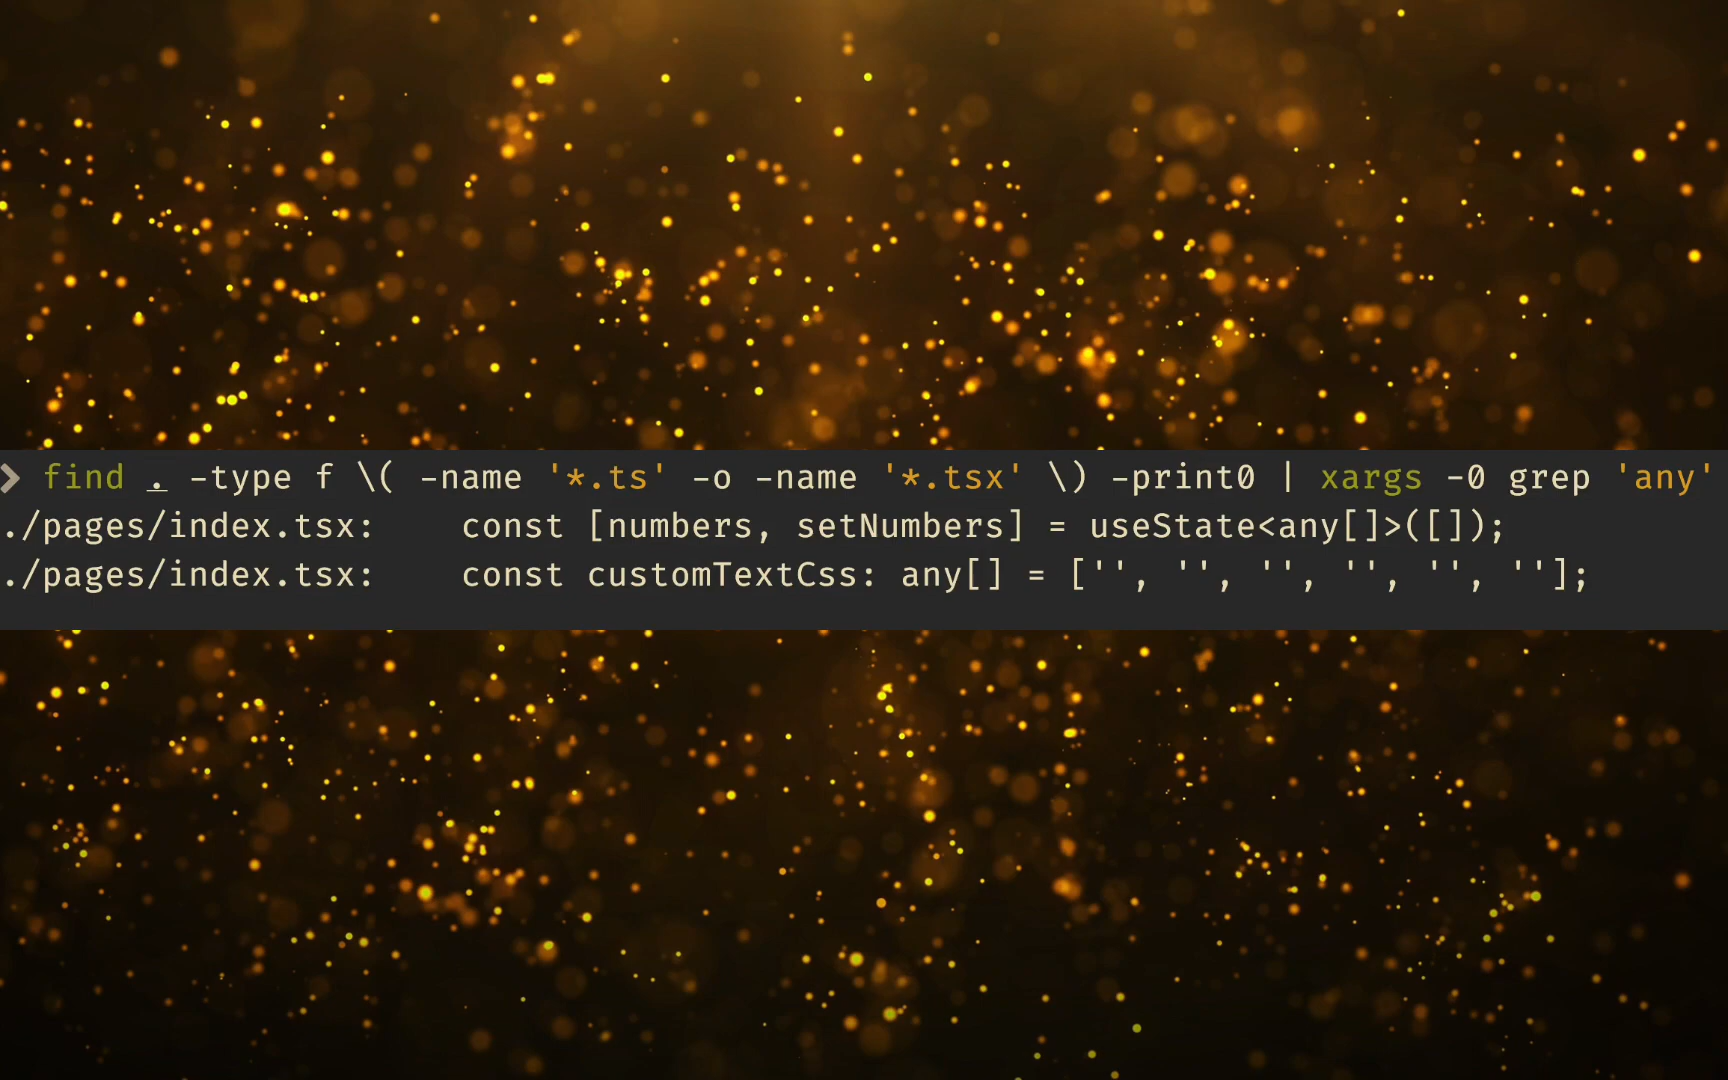 ❯ find . -type f \( -name '*.ts' -o -name '*.tsx' \) -print0 | xargs -0 grep 'any'
./pages/index.tsx:    const [numbers, setNumbers] = useState<any[]>([]);
./pages/index.tsx:    const customTextCss: any[] = ['', '', '', '', '', ''];